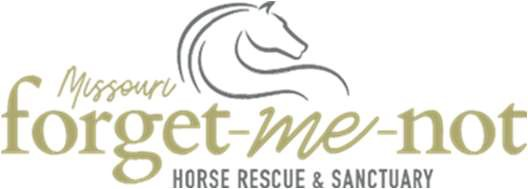 Missouri
forget-me-not
HORSE RESCUE & SANCTUARY